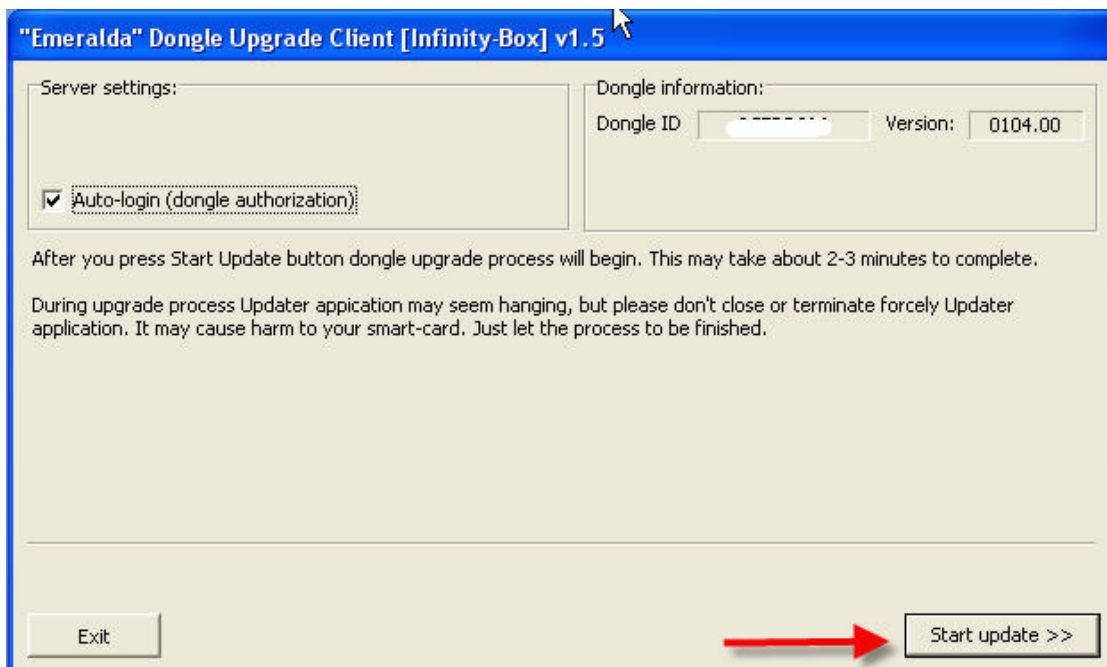 "Emeralda" Dongle Upgrade Client [Infinity-Box] v1.5
Server settings:
Auto-login (dongle authorization)
Dongle information:
Dongle ID
Version: 0104.00
After you press Start Update button dongle upgrade process will begin. This may take about 2-3 minutes to complete.
During upgrade process Updater appication may seem hanging, but please don't close or terminate forcely Updater
application. It may cause harm to your smart-card. Just let the process to be finished.
Exit
Start update >>